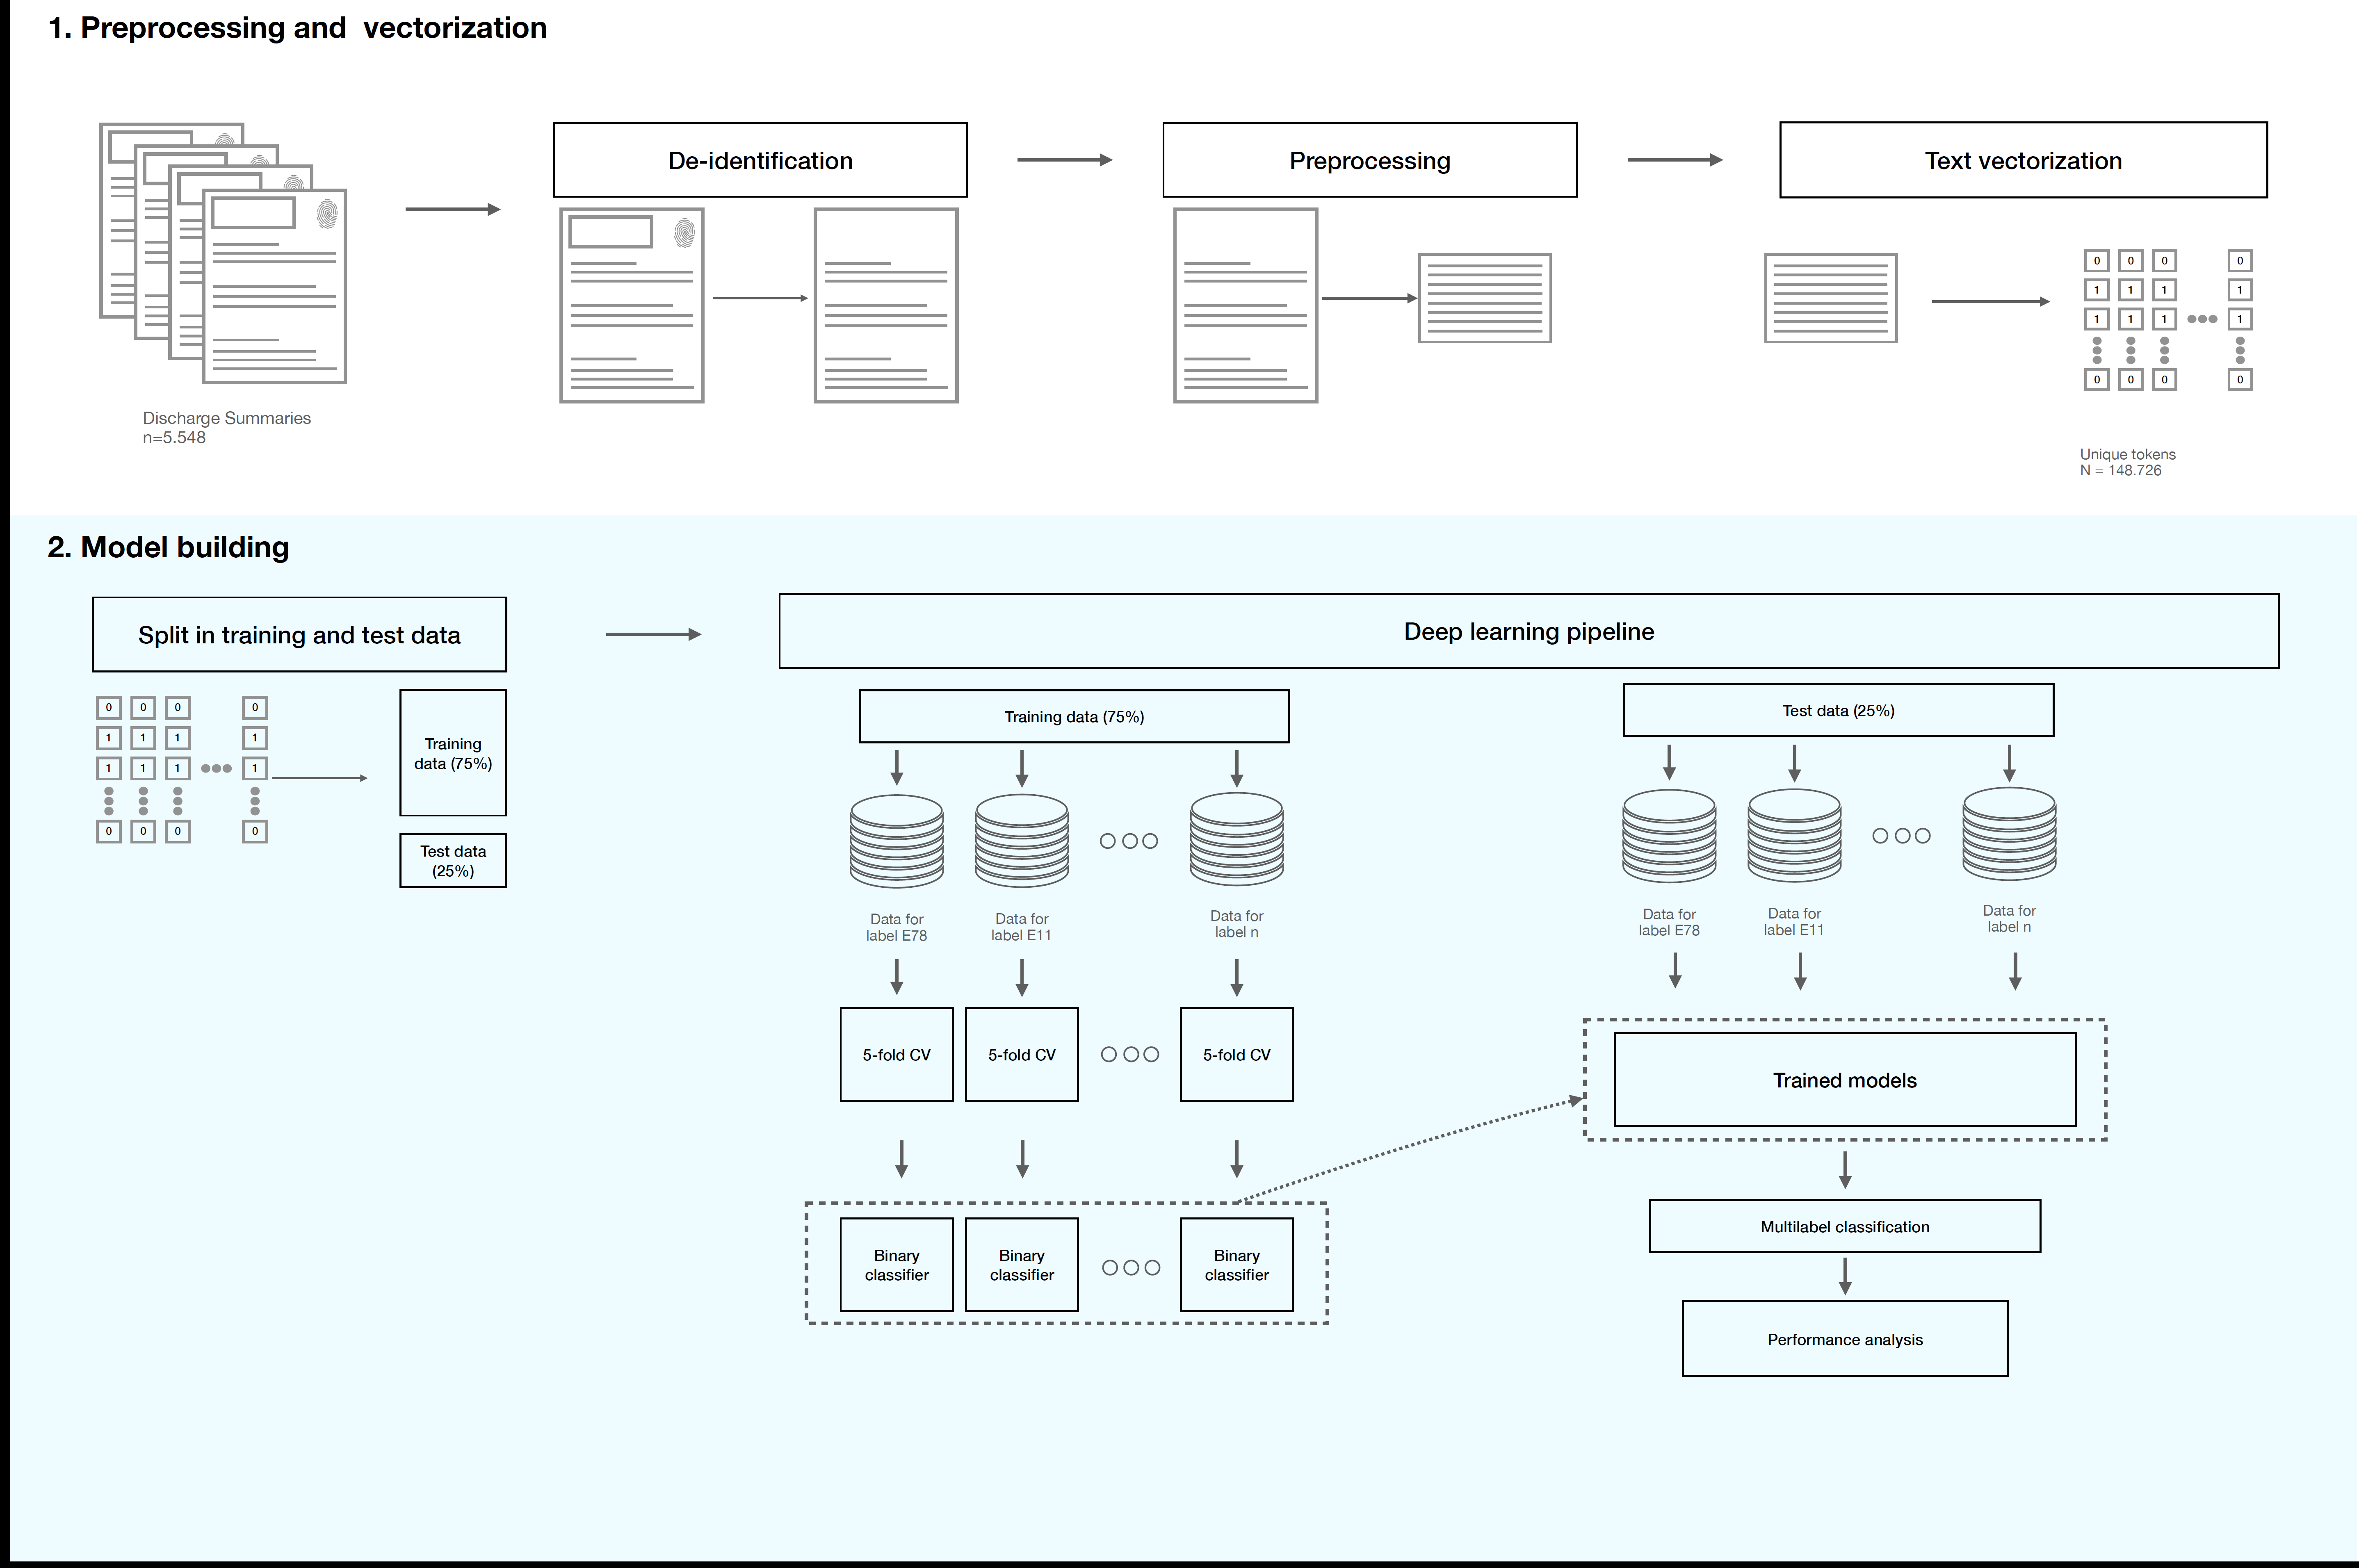 1. Preprocessing and  vectorization
De-identification
Preprocessing
Text vectorization
0 0 0 0
1 1 1 1
1 1 1 1
0 0 0 0
Discharge Summaries
n=5.548
Unique tokens
N = 148.726
2. Model building
Split in training and test data
Deep learning pipeline
0 0 0 0
1 1 1 1
1 1 1 1
0 0 0 0
Training
data (75%)
Test data
(25%)
Training data (75%)
Data for
label E78
Data for
label E11
Data for
label n
5-fold CV
5-fold CV
5-fold CV
Binary
classifier
Binary
classifier
Binary
classifier
Test data (25%)
Data for
label E78
Data for
label E11
Data for
label n
Trained models
Multilabel classification
Performance analysis